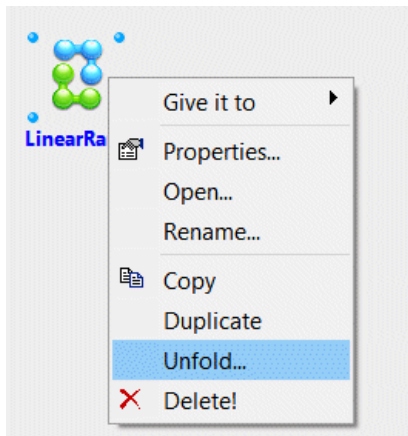 Give it to
LinearRa
Properties...
Open...
Rename...
Copy
Duplicate
Unfold...
Delete!